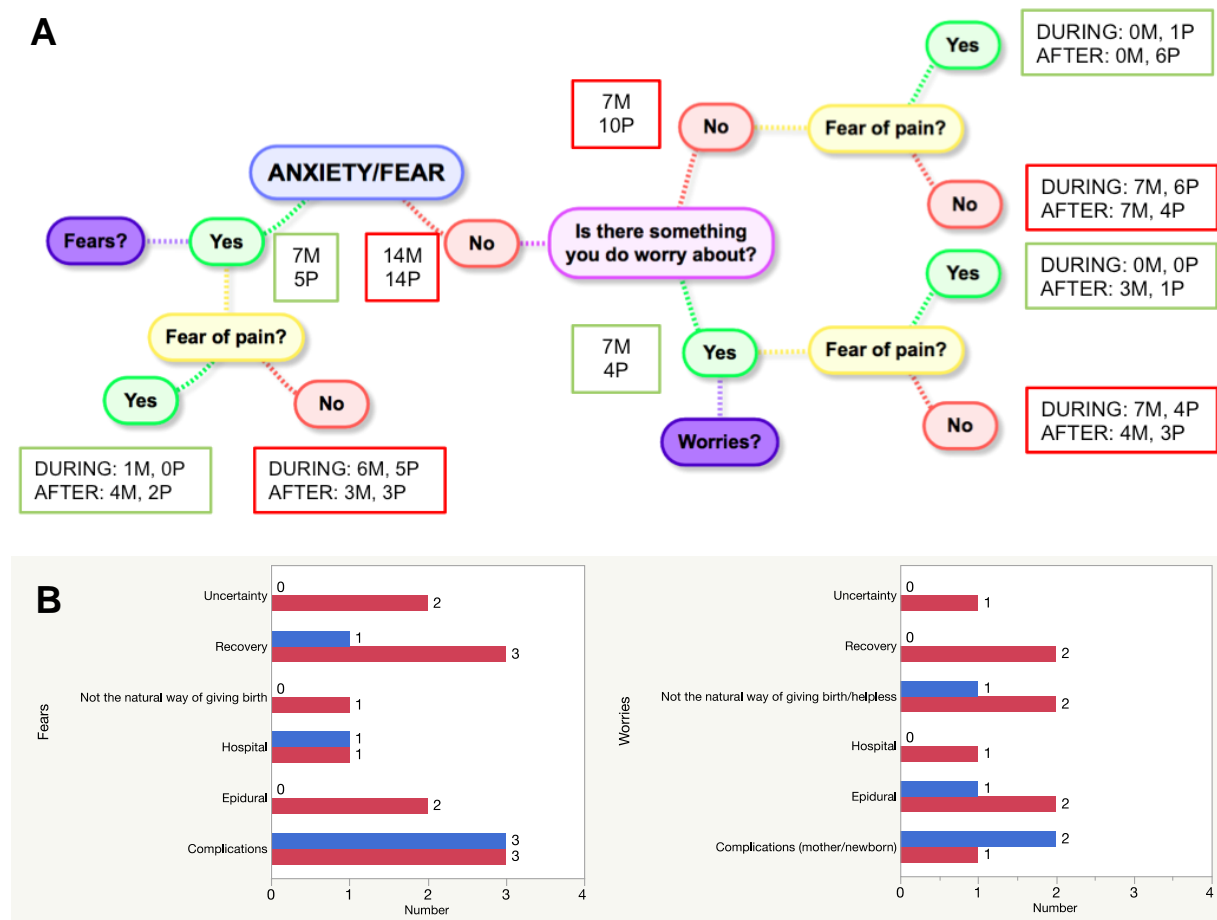 A
ANXIETY/FEAR
Fears?
Yes
7M
5P
14M
14P
No
Is there something
you do worry about?
7M
10P
No
Fear of pain?
Yes
DURING: 0M, 1P
AFTER: 0M, 6P
No
DURING: 7M, 6P
AFTER: 7M, 4P
7M
4P
Yes
Fear of pain?
Yes
DURING: 0M, 0P
AFTER: 3M, 1P
No
DURING: 7M, 4P
AFTER: 4M, 3P
Worries?
Fear of pain?
Yes
No
DURING: 1M, 0P
AFTER: 4M, 2P
DURING: 6M, 5P
AFTER: 3M, 3P
B
Fears
Uncertainty
0
2
Recovery
1
3
Not the natural way of giving birth
0
1
Hospital
1
1
Epidural
0
2
Complications
3
3
0 1 2 3 4
Number
Worries
Uncertainty
0
1
Recovery
0
2
Not the natural way of giving birth/helpless
1
2
Hospital
0
1
Epidural
1
2
Complications (mother/newborn)
2
1
0 1 2 3 4
Number